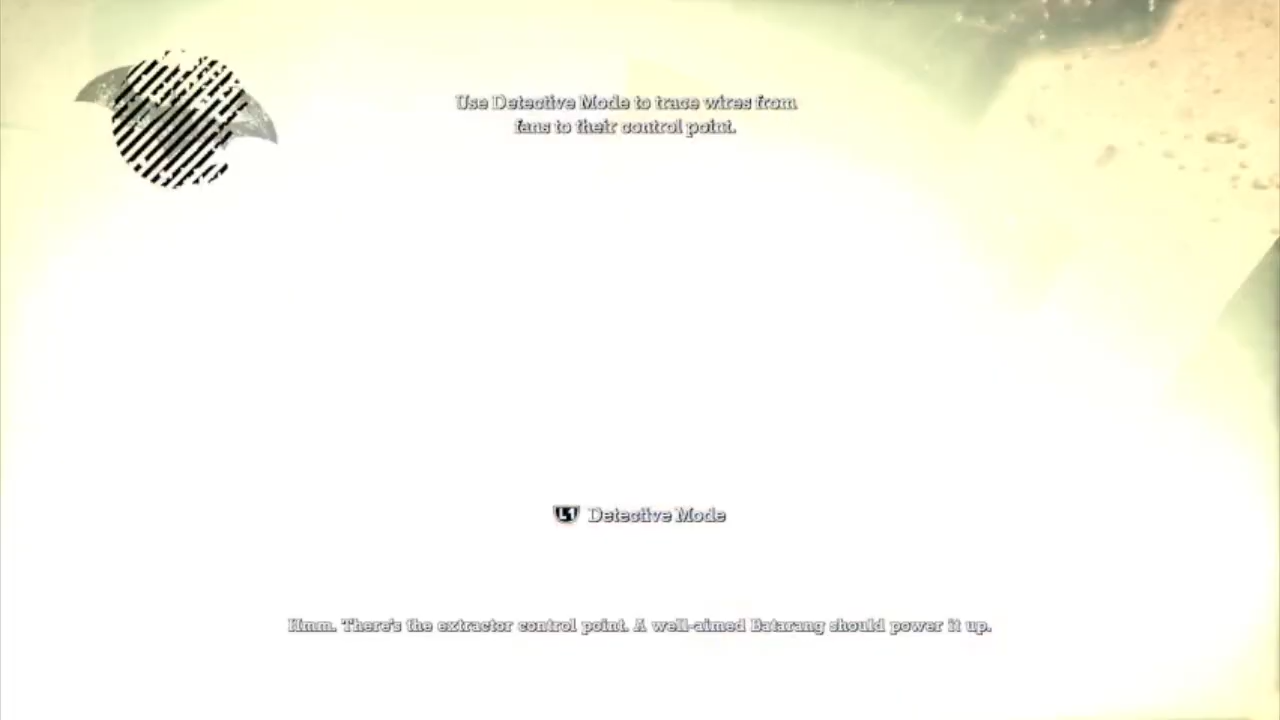 Use Detective Mode to trace wires from
fans to their control point.
L1 Detective Mode
Hmm. There's the extractor control point. A well-aimed Batarang should power it up.